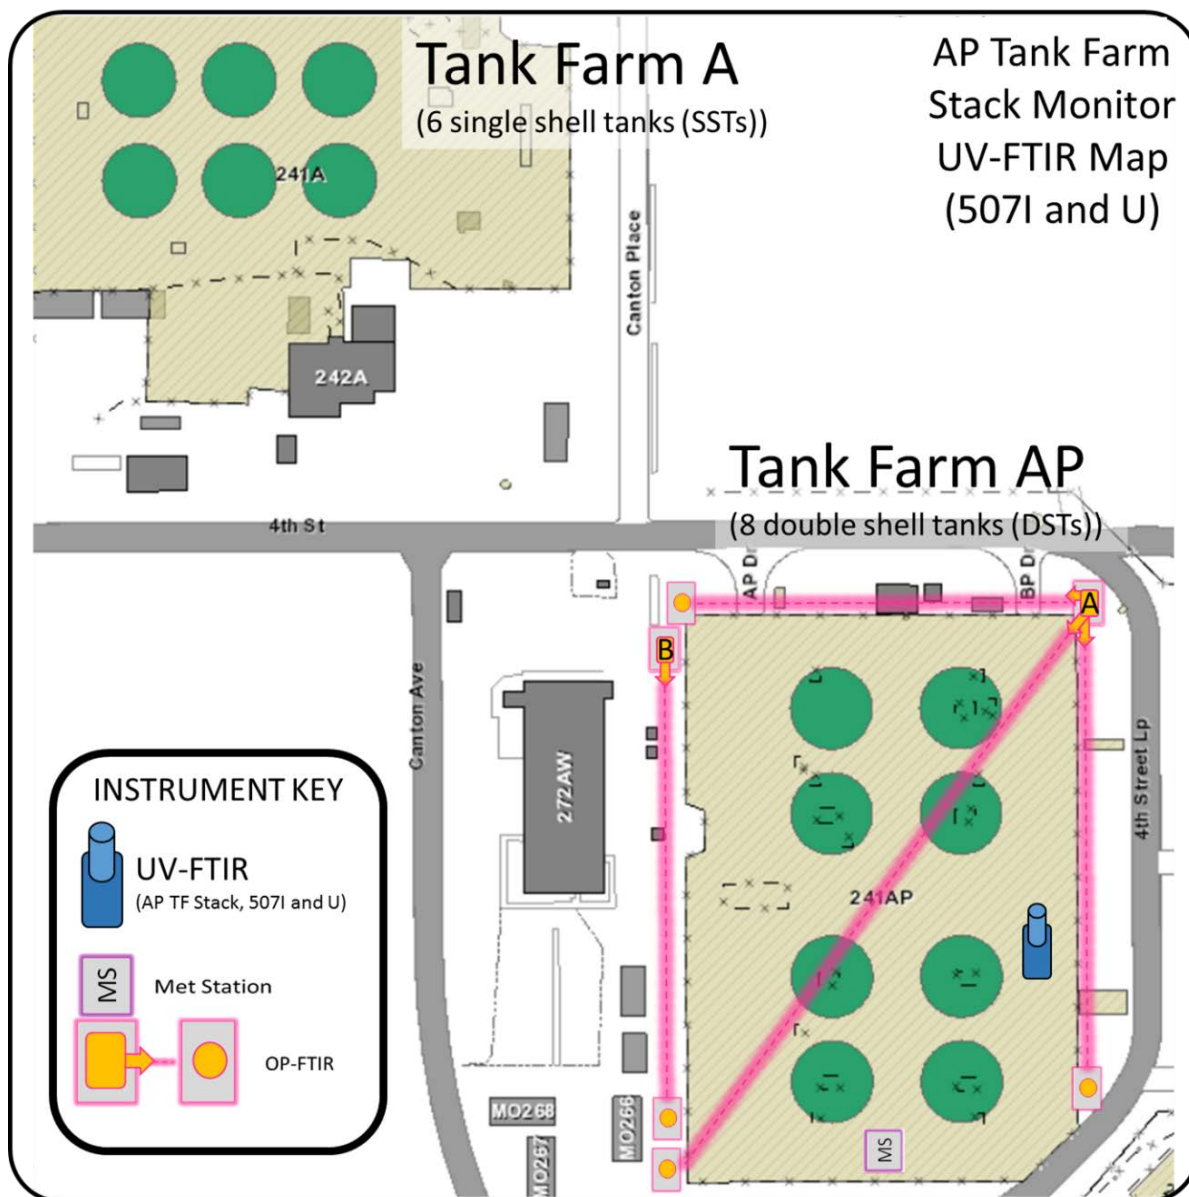 Tank Farm A
(6 single shell tanks (SSTs))
AP Tank Farm
Stack Monitor
UV-FTIR Map
(507I and U)
241A
Canton Place
242A
Tank Farm AP
(8 double shell tanks (DSTs))
4th St
AP Dr
BP Dr
A
B
Canton Ave
272AW
4th Street Lp
241AP
INSTRUMENT KEY
UV-FTIR
(AP TF Stack, 507I and U)
MS
Met Station
OP-FTIR
MO268
MO266
MO267
MS